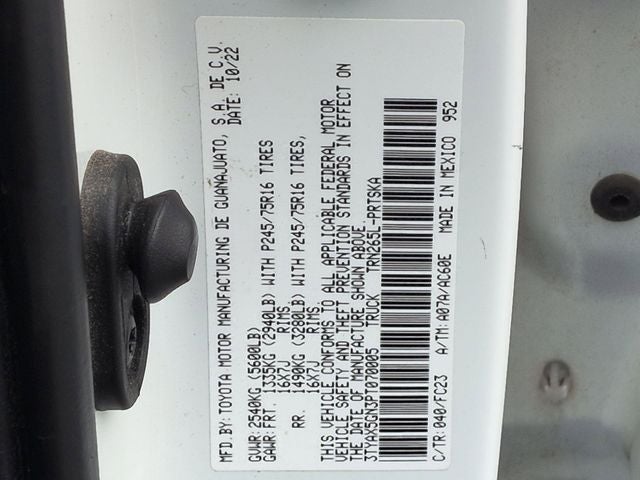 MFD.BY: TOYOTA MOTOR MANUFACTURING DE GUANAJUATO, S.A. DE C.V.
DATE: 10/22
GVWR: 2540KG (5600LB)
GAWR: FRT. 1335KG (2940LB) WITH P245/75R16 TIRES
16X7J RIMS.
RR. 1490KG (3280LB) WITH P245/75R16 TIRES,
16X7J RIMS.
THIS VEHICLE CONFORMS TO ALL APPLICABLE FEDERAL MOTOR
VEHICLE SAFETY AND THEFT PREVENTION STANDARDS IN EFFECT ON
THE DATE OF MANUFACTURE SHOWN ABOVE.
3TYAX5GN3PT070005 TRUCK TRN265L-PRTSKA
C/TR: 040/FC23 A/TM: A07A/AC60E MADE IN MEXICO 952